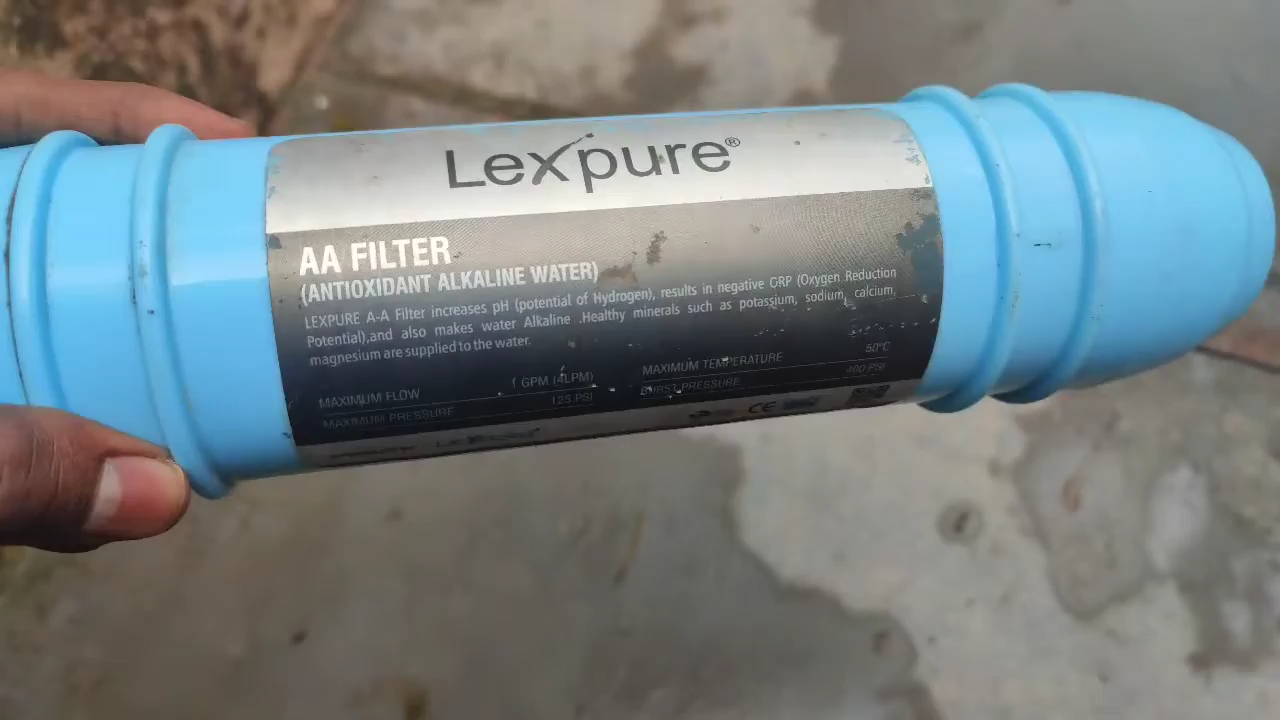 Lexpure®
AA FILTER
(ANTIOXIDANT ALKALINE WATER)
LEXPURE A-A Filter increases pH (potential of Hydrogen), results in negative ORP (Oxygen Reduction
Potential),and also makes water Alkaline .Healthy minerals such as potassium, sodium, calcium,
magnesium are supplied to the water.
MAXIMUM FLOW 1 GPM (4LPM)
MAXIMUM PRESSURE 125 PSI
MAXIMUM TEMPERATURE 50°C
BURST PRESSURE 400 PSI
CE